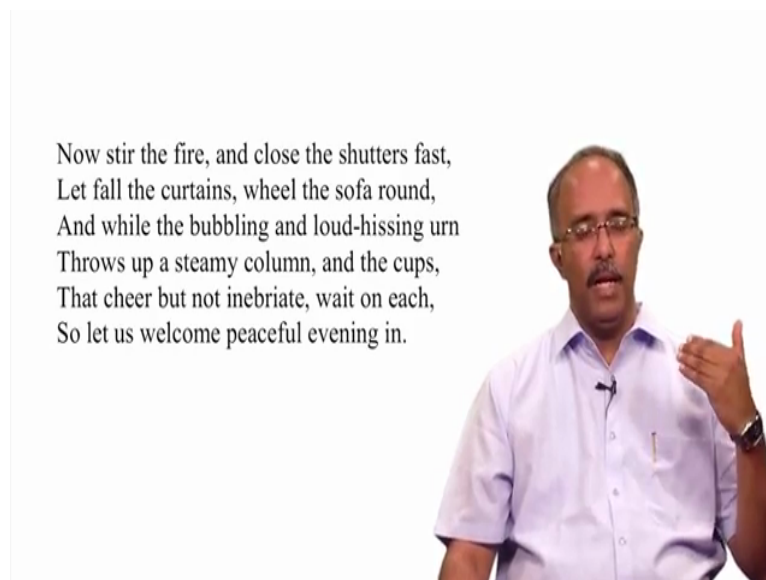 Now stir the fire, and close the shutters fast,
Let fall the curtains, wheel the sofa round,
And while the bubbling and loud-hissing urn
Throws up a steamy column, and the cups,
That cheer but not inebriate, wait on each,
So let us welcome peaceful evening in.